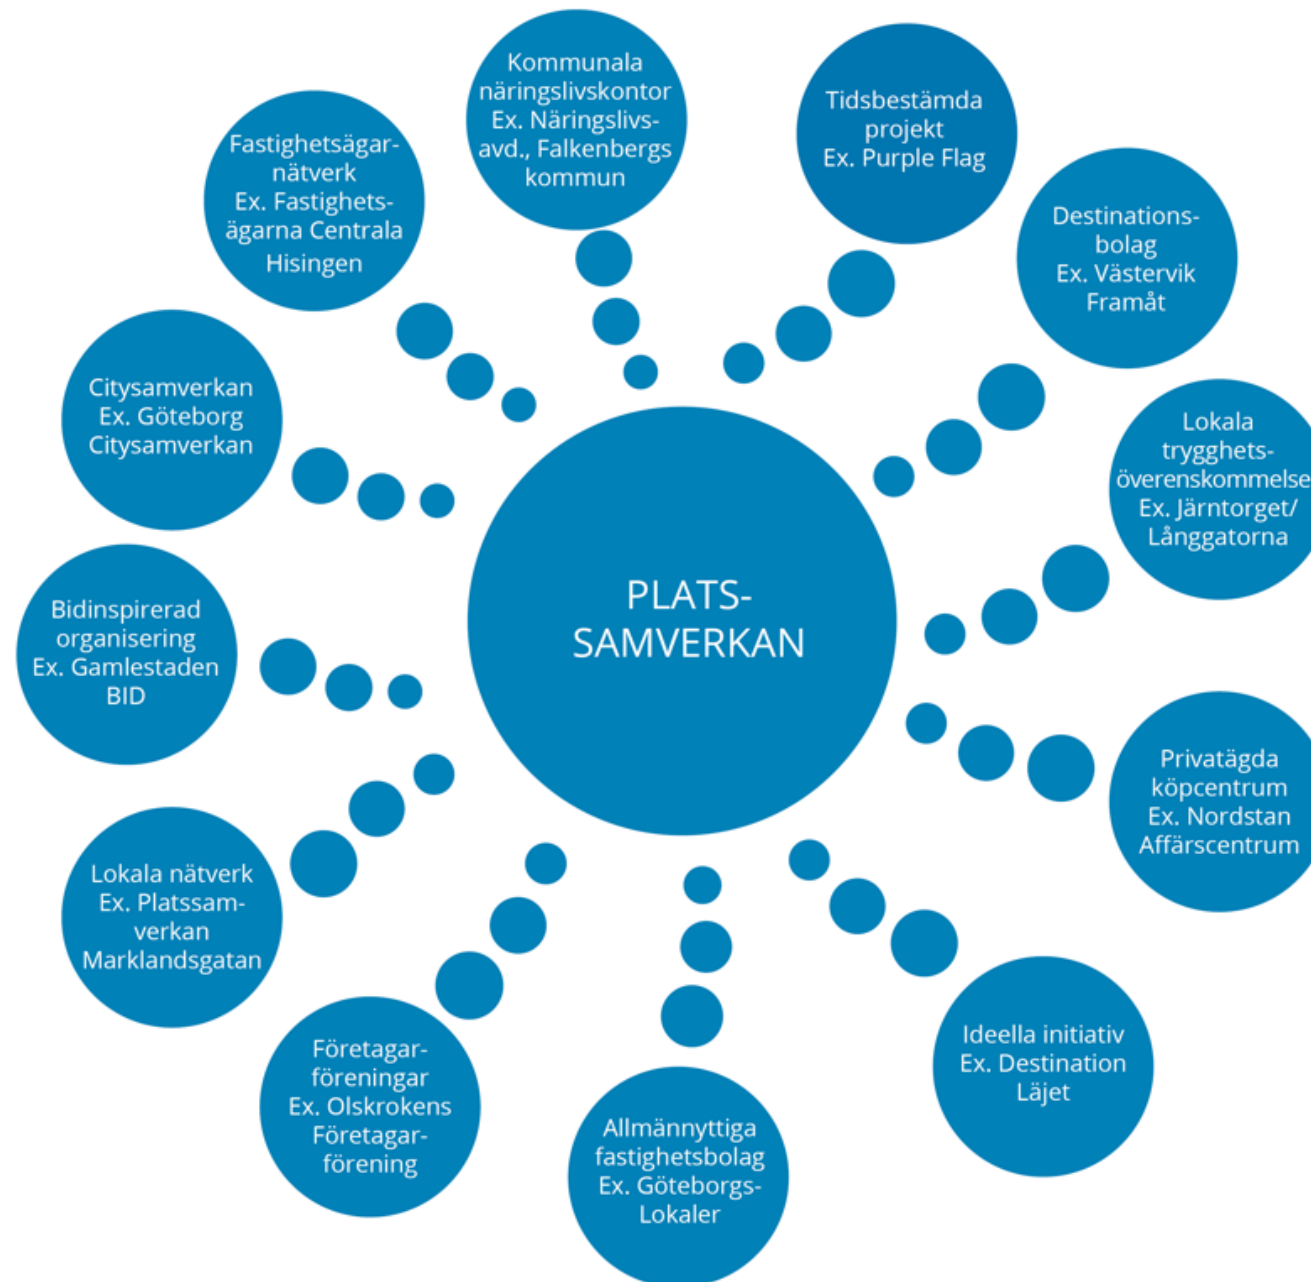 Kommunala
näringslivskontor
Ex. Närings­livs-
avd., Falkenbergs
kommun
Tidsbestämda
projekt
Ex. Purple Flag
Destinations-
bolag
Ex. Västervik
Framåt
Lokala
trygghets-
överenskommelse
Ex. Järntorget/
Långgatorna
Privatägda
köpcentrum
Ex. Nordstan
Affärscentrum
Ideella initiativ
Ex. Destination
Läjet
Allmännyttiga
fastighetsbolag
Ex. Göteborgs-
Lokaler
Företagar-
föreningar
Ex. Olskrokens
Företagar-
förening
Lokala nätverk
Ex. Platssam-
verkan
Marklandsgatan
Bidinspirerad
organisering
Ex. Gamlestaden
BID
Citysamverkan
Ex. Göteborg
Citysamverkan
Fastighetsägar-
nätverk
Ex. Fastighets-
ägarna Centrala
Hisingen
PLATS-
SAMVERKAN